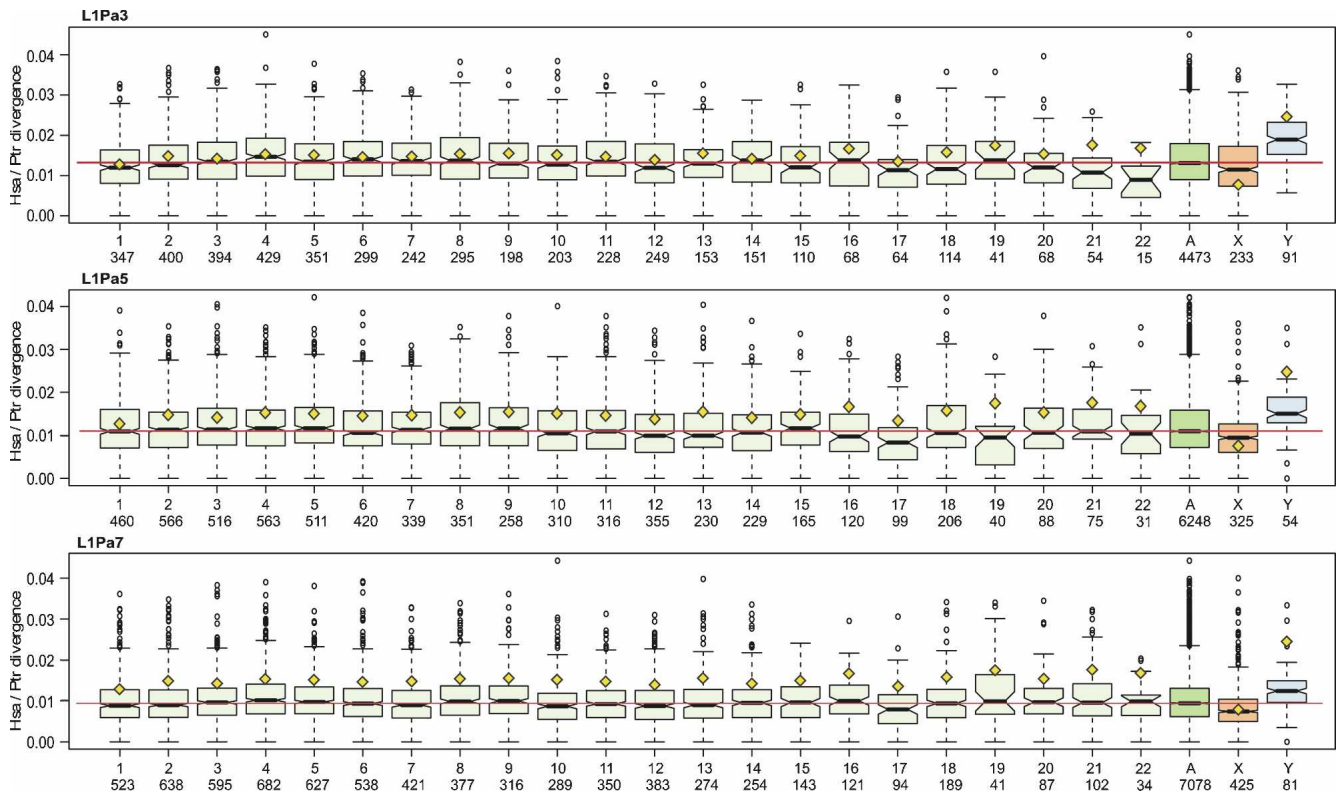 L1Pa3
Hsa / Ptr divergence
0.04
0.03
0.02
0.01
0.00
1 2 3 4 5 6 7 8 9 10 11 12 13 14 15 16 17 18 19 20 21 22 A X Y
347 400 394 429 351 299 242 295 198 203 228 249 153 151 110 68 64 114 41 68 54 15 4473 233 91
L1Pa5
Hsa / Ptr divergence
0.04
0.03
0.02
0.01
0.00
1 2 3 4 5 6 7 8 9 10 11 12 13 14 15 16 17 18 19 20 21 22 A X Y
460 566 516 563 511 420 339 351 258 310 316 355 230 229 165 120 99 206 40 88 75 31 6248 325 54
L1Pa7
Hsa / Ptr divergence
0.04
0.03
0.02
0.01
0.00
1 2 3 4 5 6 7 8 9 10 11 12 13 14 15 16 17 18 19 20 21 22 A X Y
523 638 595 682 627 538 421 377 316 289 350 383 274 254 143 121 94 189 41 87 102 34 7078 425 81